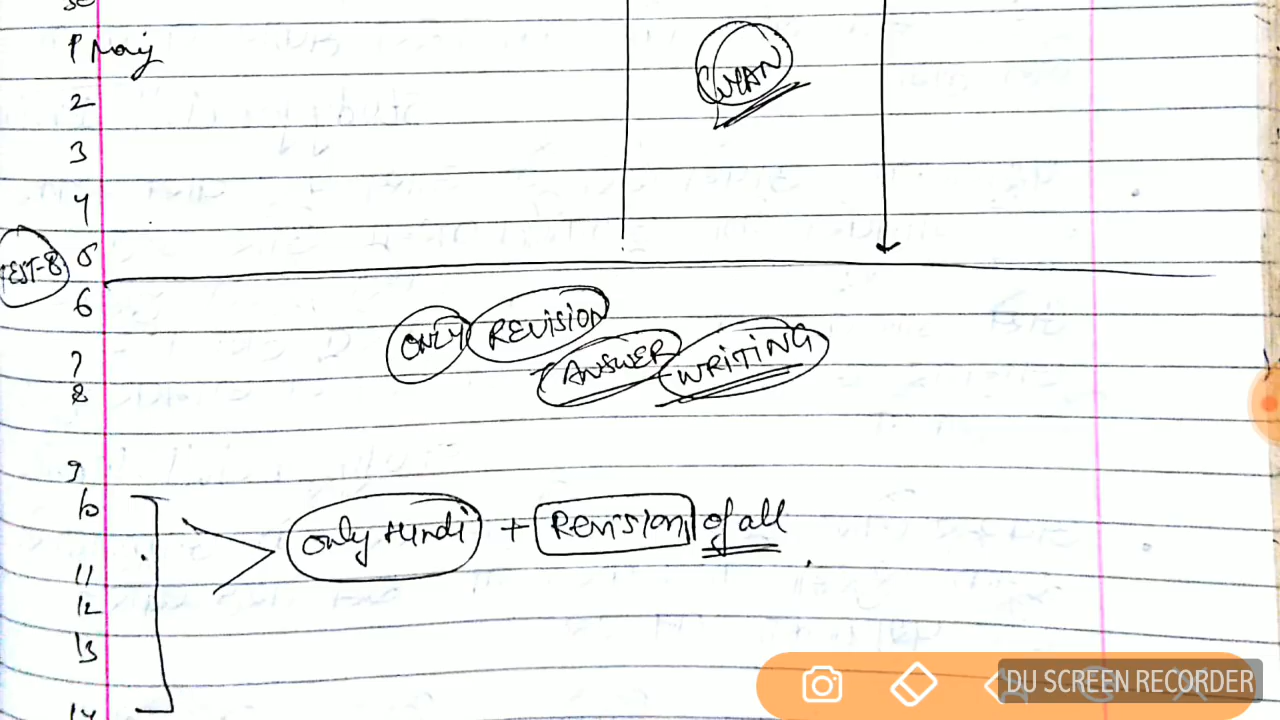 1 May
2
3
4
5
TEST-8
6
ONLY REVISION
7
ANSWER WRITING
8
9
10
only Hindi + Revision of all
11
12
13
14
DU SCREEN RECORDER